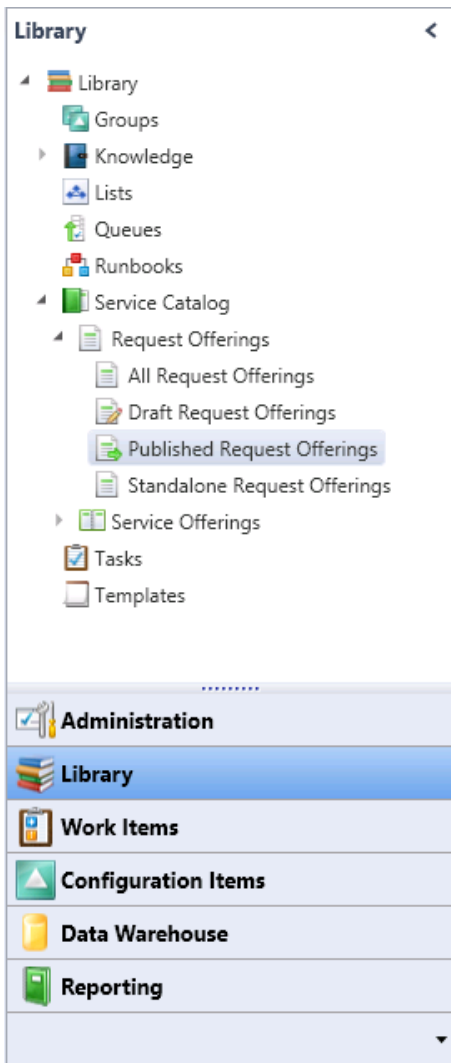 Library
Library
Groups
Knowledge
Lists
Queues
Runbooks
Service Catalog
Request Offerings
All Request Offerings
Draft Request Offerings
Published Request Offerings
Standalone Request Offerings
Service Offerings
Tasks
Templates
Administration
Library
Work Items
Configuration Items
Data Warehouse
Reporting